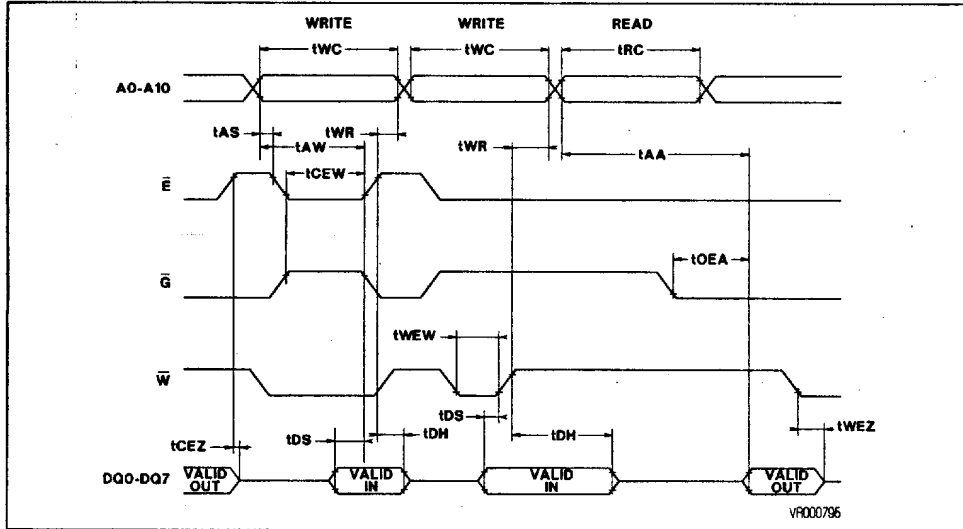 WRITE WRITE READ
tWC tWC tRC
A0-A10
tAS tWR
tAW tWR tAA
tCEW
E
tOEA
G
tWEW
W
tDS
tCEZ tDS tDH tDH tWEZ
DQ0-DQ7 VALID OUT VALID IN VALID IN VALID OUT
VR000795